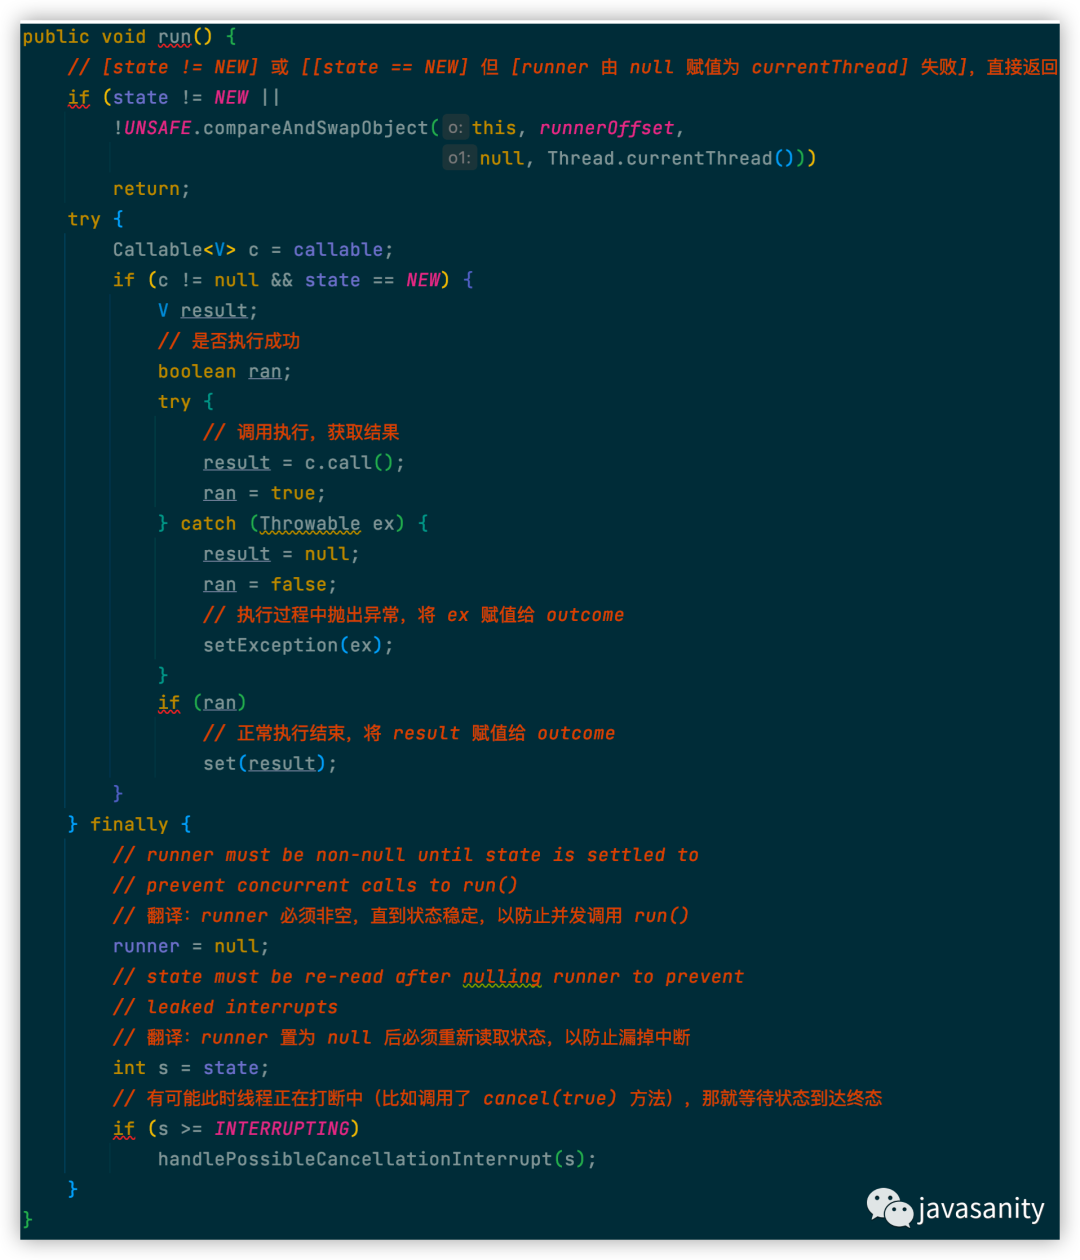 public void run() {
// [state != NEW] 或 [[state == NEW] 但 [runner 由 null 赋值为 currentThread] 失败]，直接返回
if (state != NEW ||
!UNSAFE.compareAndSwapObject( o: this, runnerOffset,
o1: null, Thread.currentThread()))
return;
try {
Callable<V> c = callable;
if (c != null && state == NEW) {
V result;
// 是否执行成功
boolean ran;
try {
// 调用执行，获取结果
result = c.call();
ran = true;
} catch (Throwable ex) {
result = null;
ran = false;
// 执行过程中抛出异常，将 ex 赋值给 outcome
setException(ex);
}
if (ran)
// 正常执行结束，将 result 赋值给 outcome
set(result);
}
} finally {
// runner must be non-null until state is settled to
// prevent concurrent calls to run()
// 翻译：runner 必须非空，直到状态稳定，以防止并发调用 run()
runner = null;
// state must be re-read after nulling runner to prevent
// leaked interrupts
// 翻译：runner 置为 null 后必须重新读取状态，以防止漏掉中断
int s = state;
// 有可能此时线程正在打断中（比如调用了 cancel(true) 方法），那就等待状态到达终态
if (s >= INTERRUPTING)
handlePossibleCancellationInterrupt(s);
}
}
javasanity